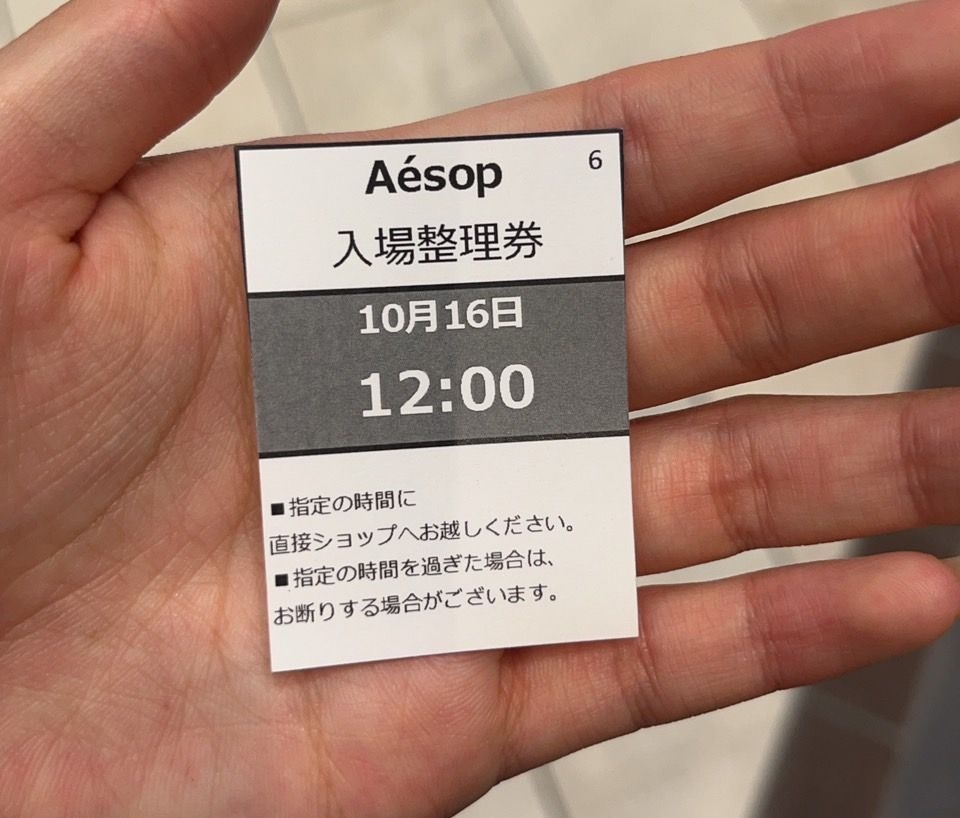 Aésop
6
入場整理券
10月16日
12:00
■指定の時間に
直接ショップへお越しください。
■指定の時間を過ぎた場合は、
お断りする場合がございます。